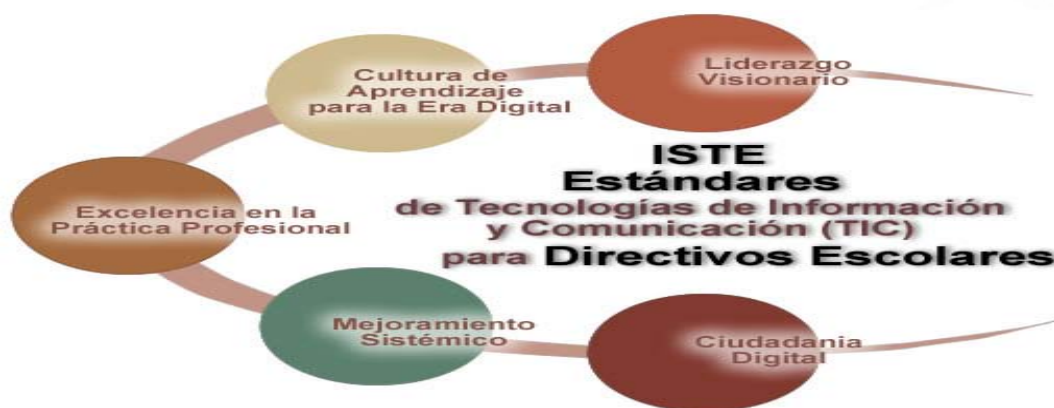 Liderazgo
Visionario
Cultura de
Aprendizaje
para la Era Digital
ISTE
Estándares
de Tecnologías de Información
y Comunicación (TIC)
para Directivos Escolares
Excelencia en la
Práctica Profesional
Mejoramiento
Sistémico
Ciudadania
Digital